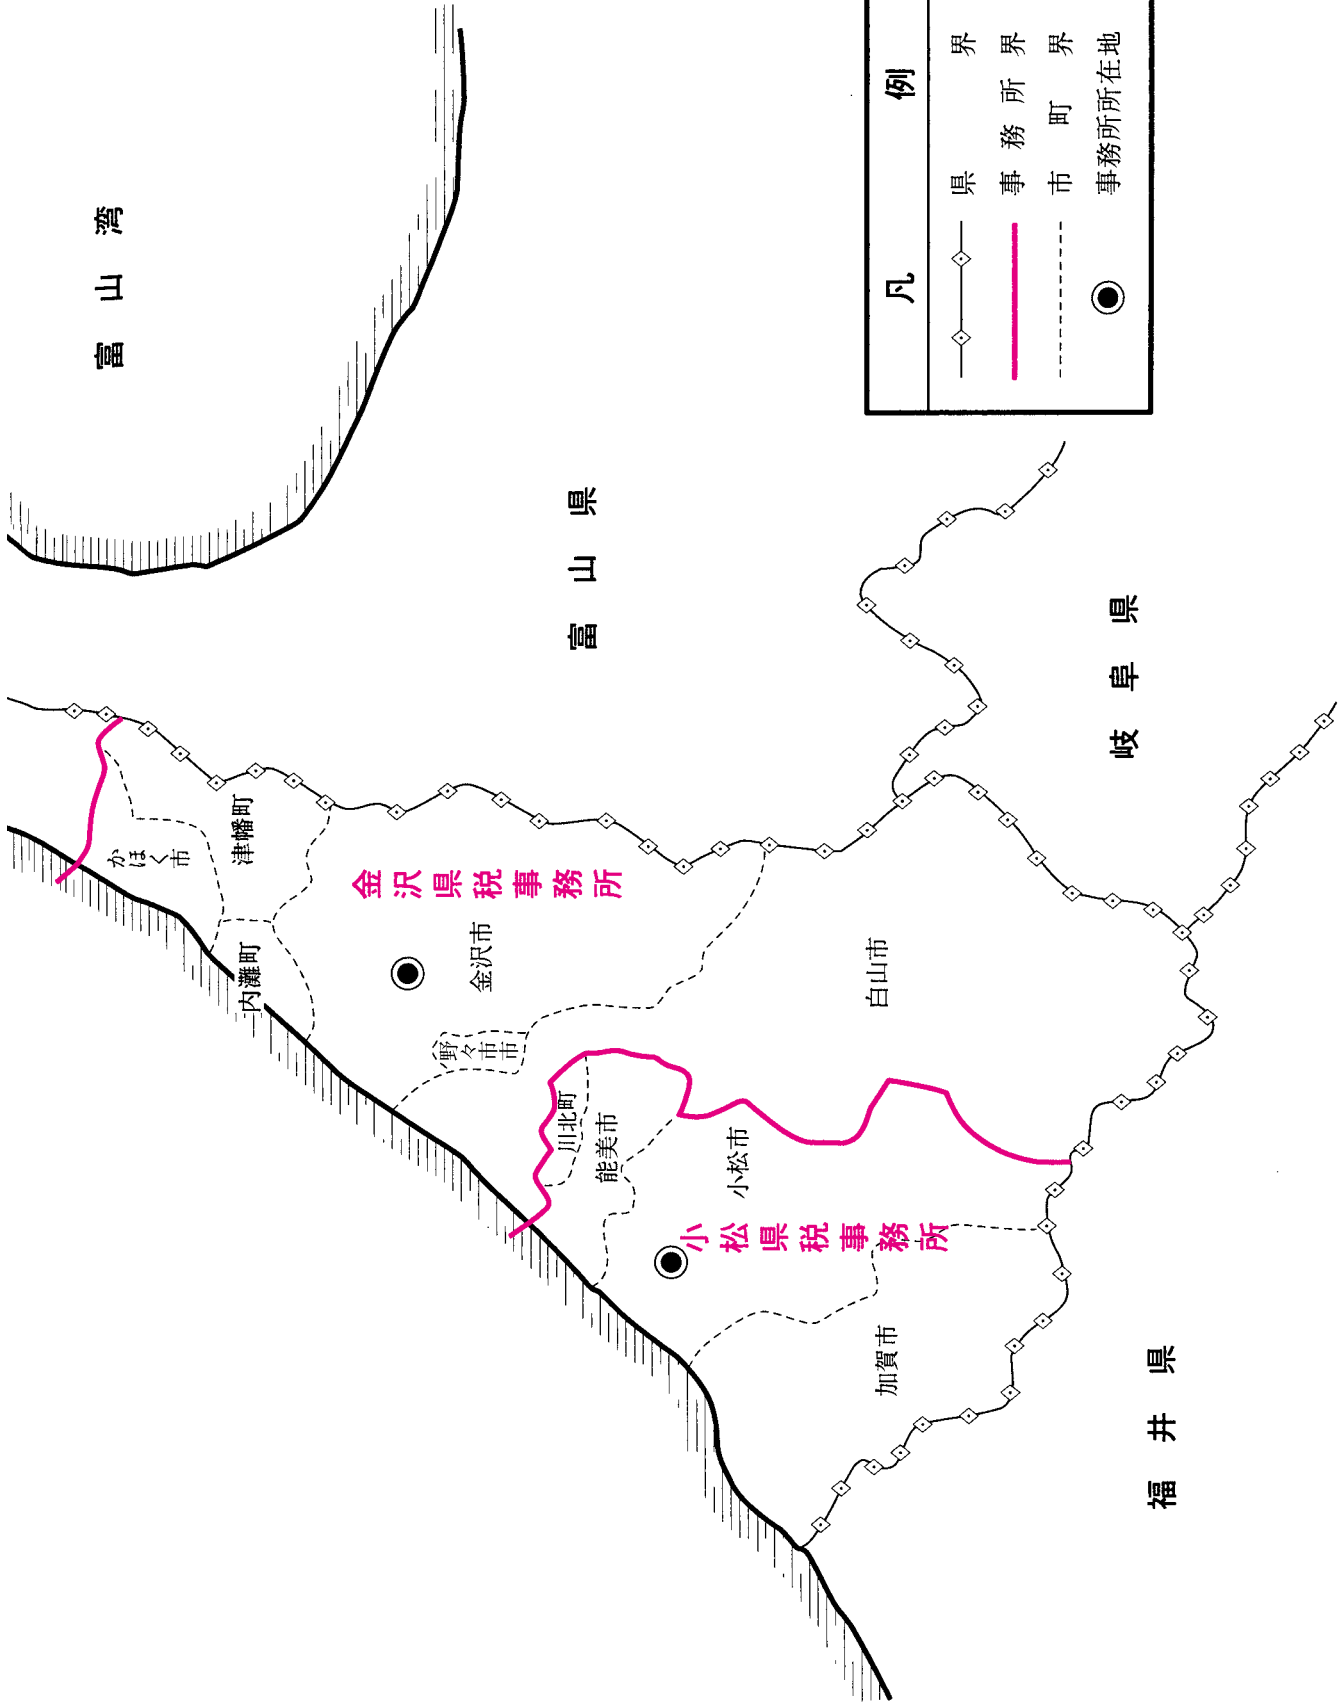 富山湾
富山県
岐阜県
福井県
かほく市
津幡町
内灘町
金沢県税事務所
金沢市
野々市市
白山市
川北町
能美市
小松市
小松県税事務所
加賀市
凡例
県界
事務所界
市町界
事務所所在地